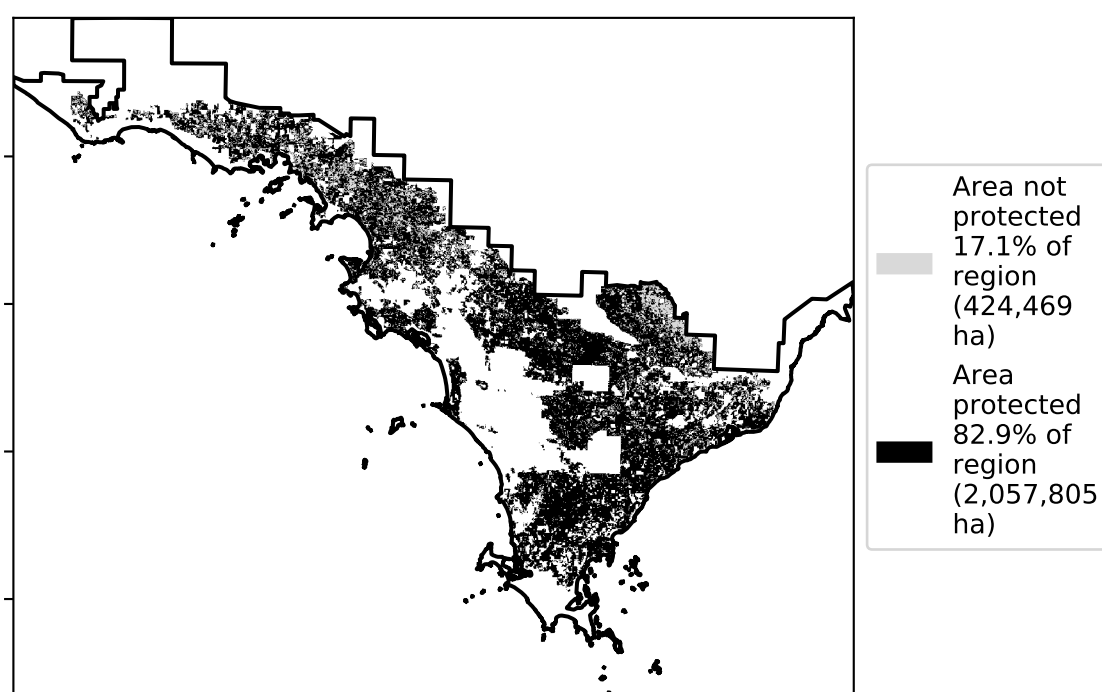 Area not
protected
17.1% of
region
(424,469
ha)
Area
protected
82.9% of
region
(2,057,805
ha)